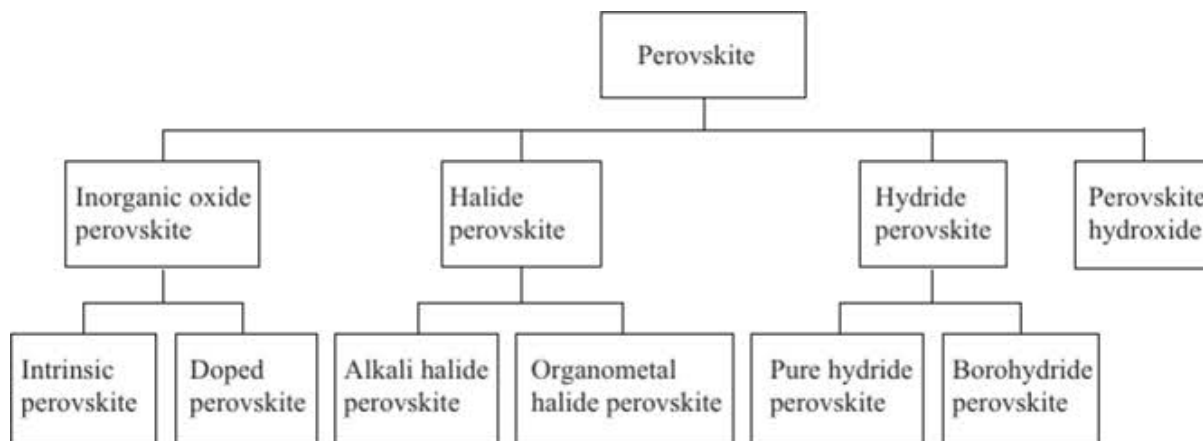 Perovskite
Inorganic oxide
perovskite
Halide
perovskite
Hydride
perovskite
Perovskite
hydroxide
Intrinsic
perovskite
Doped
perovskite
Alkali halide
perovskite
Organometal
halide perovskite
Pure hydride
perovskite
Borohydride
perovskite